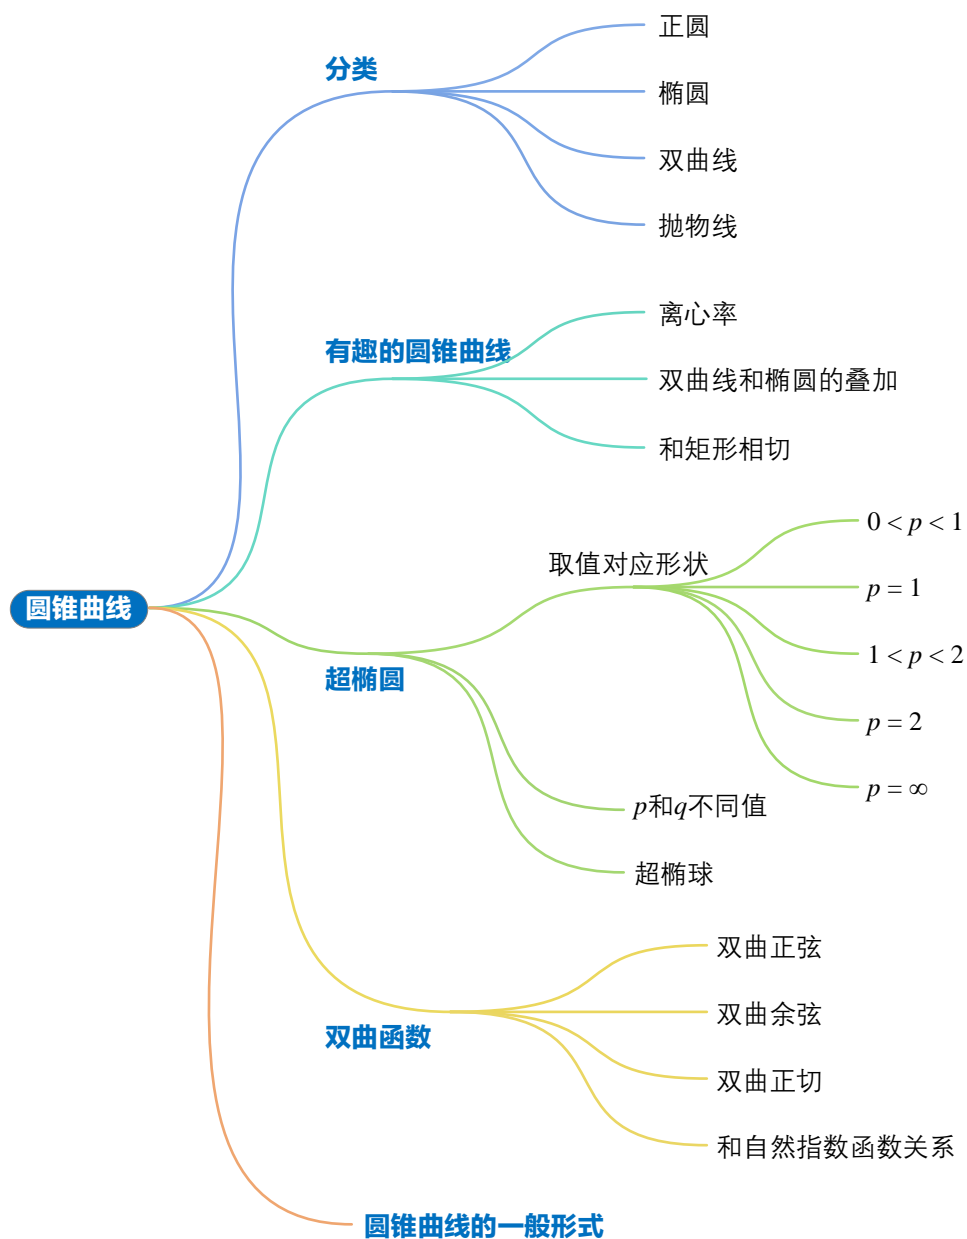 圆锥曲线
分类
正圆
椭圆
双曲线
抛物线
有趣的圆锥曲线
离心率
双曲线和椭圆的叠加
和矩形相切
超椭圆
取值对应形状
0 < p < 1
p = 1
1 < p < 2
p = 2
p = ∞
p和q不同值
超椭球
双曲函数
双曲正弦
双曲余弦
双曲正切
和自然指数函数关系
圆锥曲线的一般形式